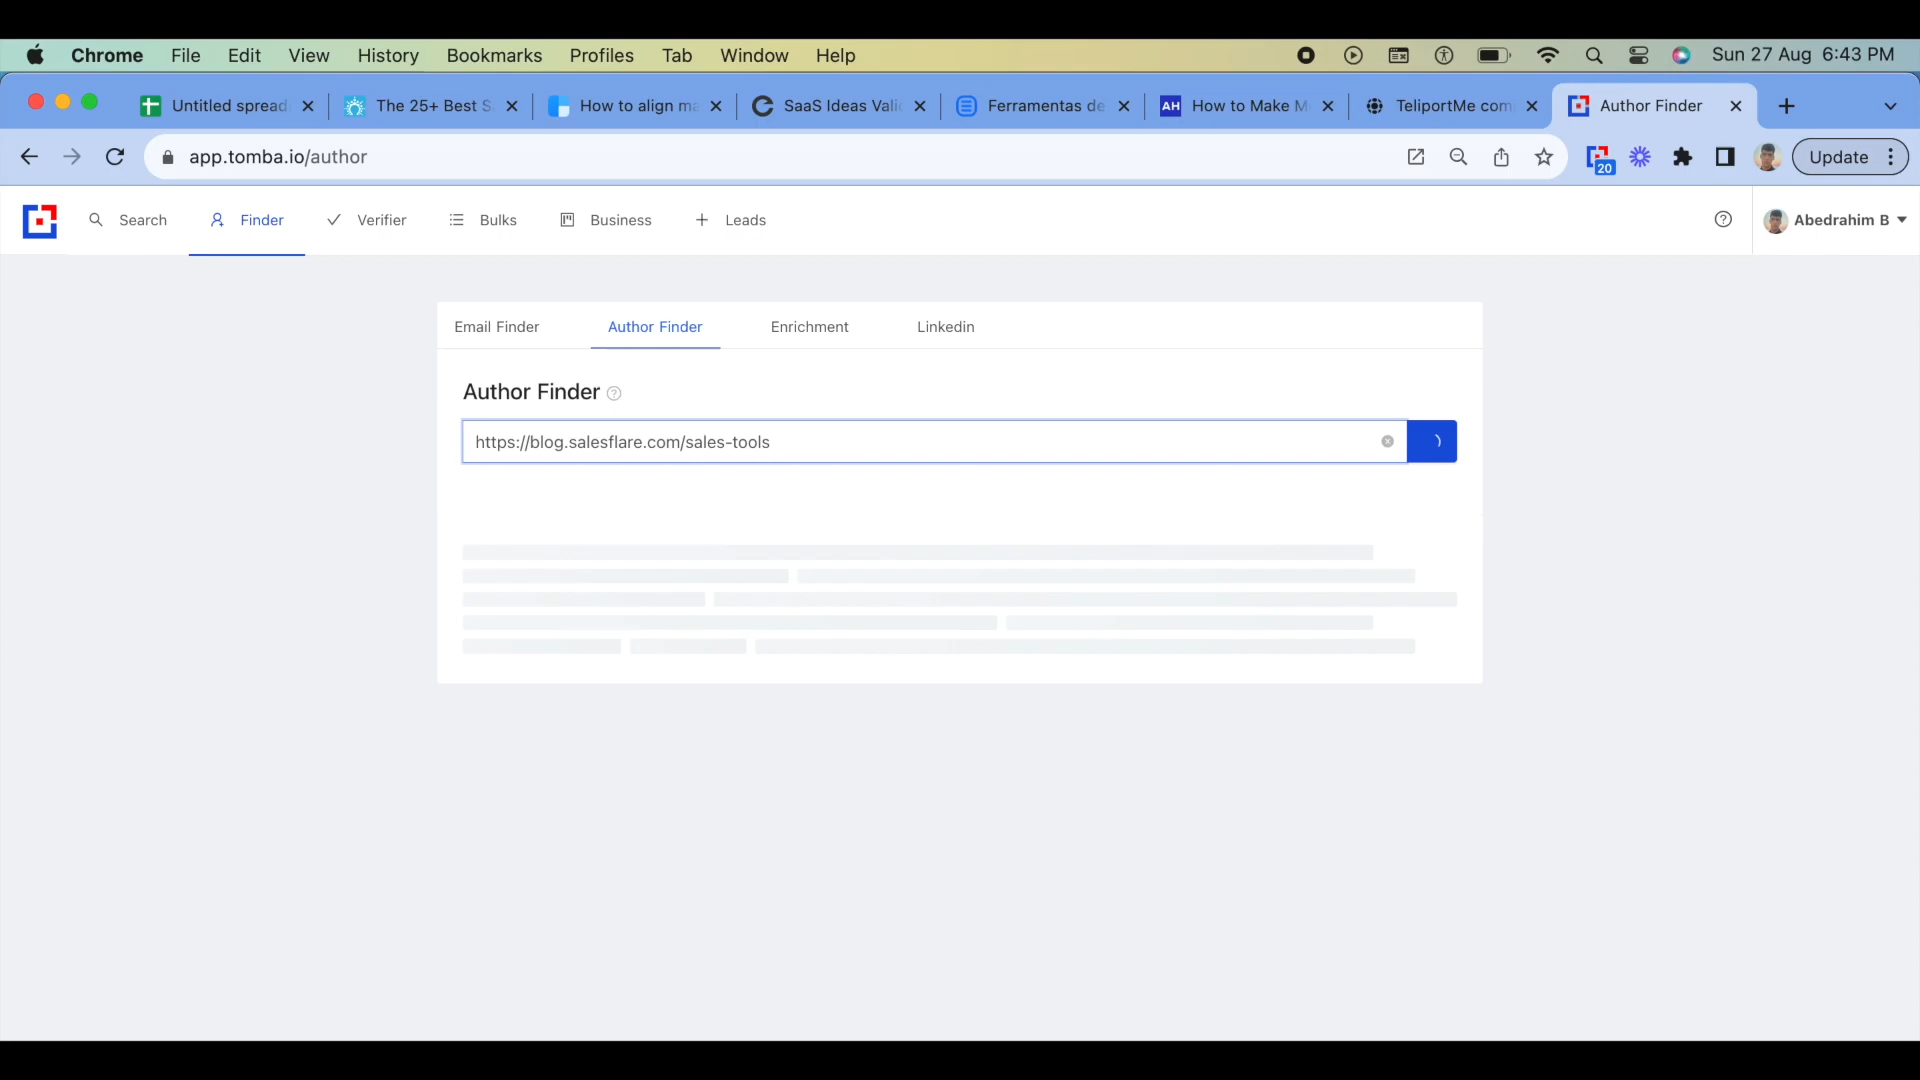 Chrome File Edit View History Bookmarks Profiles Tab Window Help Sun 27 Aug 6:43 PM
Untitled spread The 25+ Best S How to align ma SaaS Ideas Vali Ferramentas de AH How to Make M TeliportMe com Author Finder
app.tomba.io/author 20 Update
Search Finder Verifier Bulks Business Leads Abedrahim B
Email Finder Author Finder Enrichment Linkedin
Author Finder
https://blog.salesflare.com/sales-tools